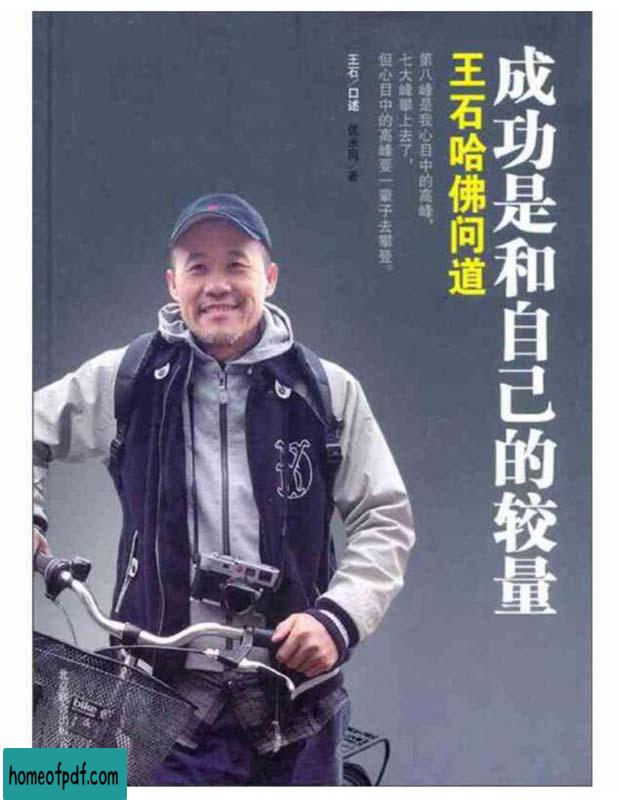 成功是和自己的较量
王石哈佛问道
第八峰是我心目中的高峰,
七大峰攀上去了,
但心目中的高峰要一辈子去攀登。
王石/口述 优米网/著
bike
homeofpdf.com